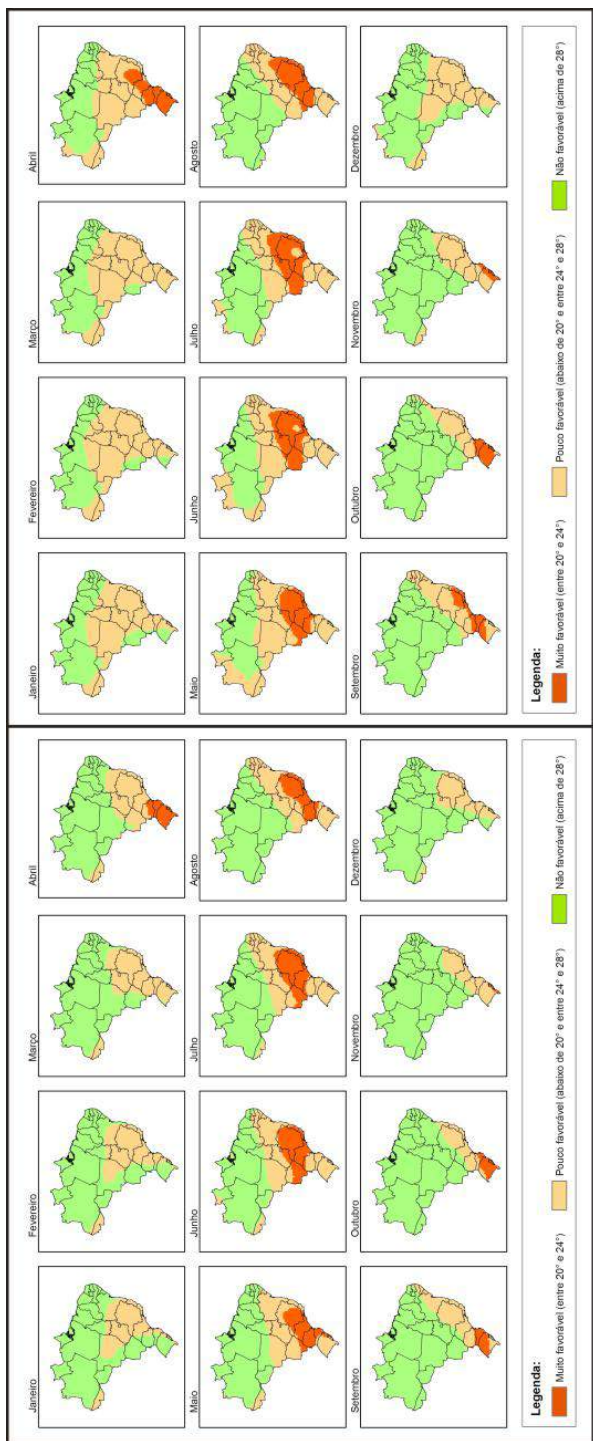 Janeiro
Fevereiro
Março
Abril
Maio
Junho
Julho
Agosto
Setembro
Outubro
Novembro
Dezembro
Legenda:
Muito favorável (entre 20° e 24°)
Pouco favorável (abaixo de 20° e entre 24° e 28°)
Não favorável (acima de 28°)
Janeiro
Fevereiro
Março
Abril
Maio
Junho
Julho
Agosto
Setembro
Outubro
Novembro
Dezembro
Legenda:
Muito favorável (entre 20° e 24°)
Pouco favorável (abaixo de 20° e entre 24° e 28°)
Não favorável (acima de 28°)